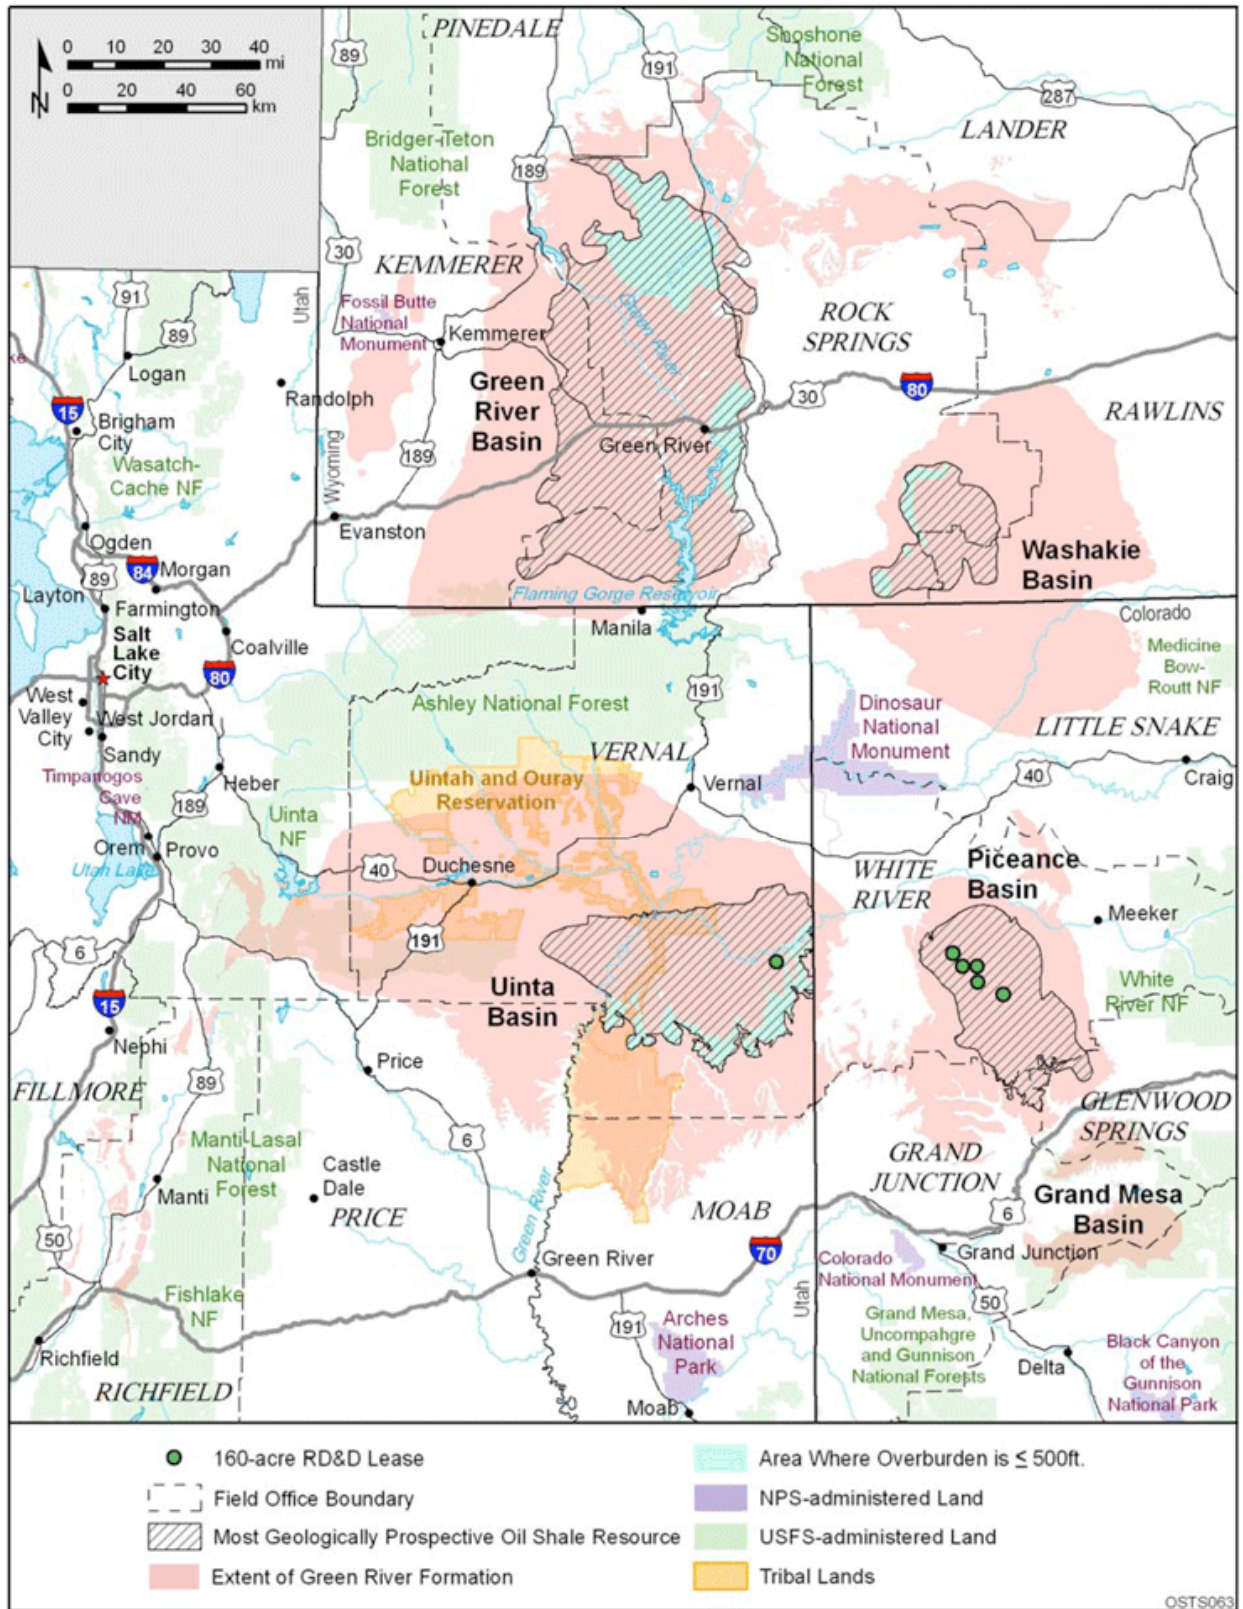 0 10 20 30 40
mi
0 20 40 60
km
N
PINEDALE
89
191
Shoshone
National
Forest
287
LANDER
Bridger-Teton
National
Forest
189
30
KEMMERER
Fossil Butte
National
Monument
Kemmerer
Green River
ROCK
SPRINGS
Green
River
Basin
30
80
RAWLINS
Green River
189
Wyoming
Utah
Evanston
Washakie
Basin
Flaming Gorge Reservoir
91
89
Logan
Randolph
15
Brigham
City
Wasatch-
Cache NF
Ogden
84
Morgan
89
Layton
Farmington
Salt
Lake
City
Coalville
80
West
Valley
City
West Jordan
Sandy
Timpanogos
Cave
NM
Heber
189
Orem
Provo
Utah Lake
Uinta
NF
Manila
Colorado
Medicine
Bow-
Routt NF
191
Ashley National Forest
Dinosaur
National
Monument
LITTLE SNAKE
VERNAL
Uintah and Ouray
Reservation
Vernal
40
Craig
40
Duchesne
WHITE
RIVER
Piceance
Basin
Meeker
6
191
15
Uinta
Basin
White
River NF
Nephi
Price
FILLMORE
89
6
GLENWOOD
SPRINGS
Manti-Lasal
National
Forest
Castle
Dale
Manti
PRICE
GRAND
JUNCTION
Grand Mesa
Basin
MOAB
6
50
Green River
Green River
70
Colorado
National Monument
Grand Junction
50
Fishlake
NF
Utah
191
Arches
National
Park
Grand Mesa,
Uncompahgre
and Gunnison
National Forests
Delta
Black Canyon
of the
Gunnison
National Park
Richfield
RICHFIELD
Moab
160-acre RD&D Lease
Field Office Boundary
Most Geologically Prospective Oil Shale Resource
Extent of Green River Formation
Area Where Overburden is ≤ 500ft.
NPS-administered Land
USFS-administered Land
Tribal Lands
OSTS063